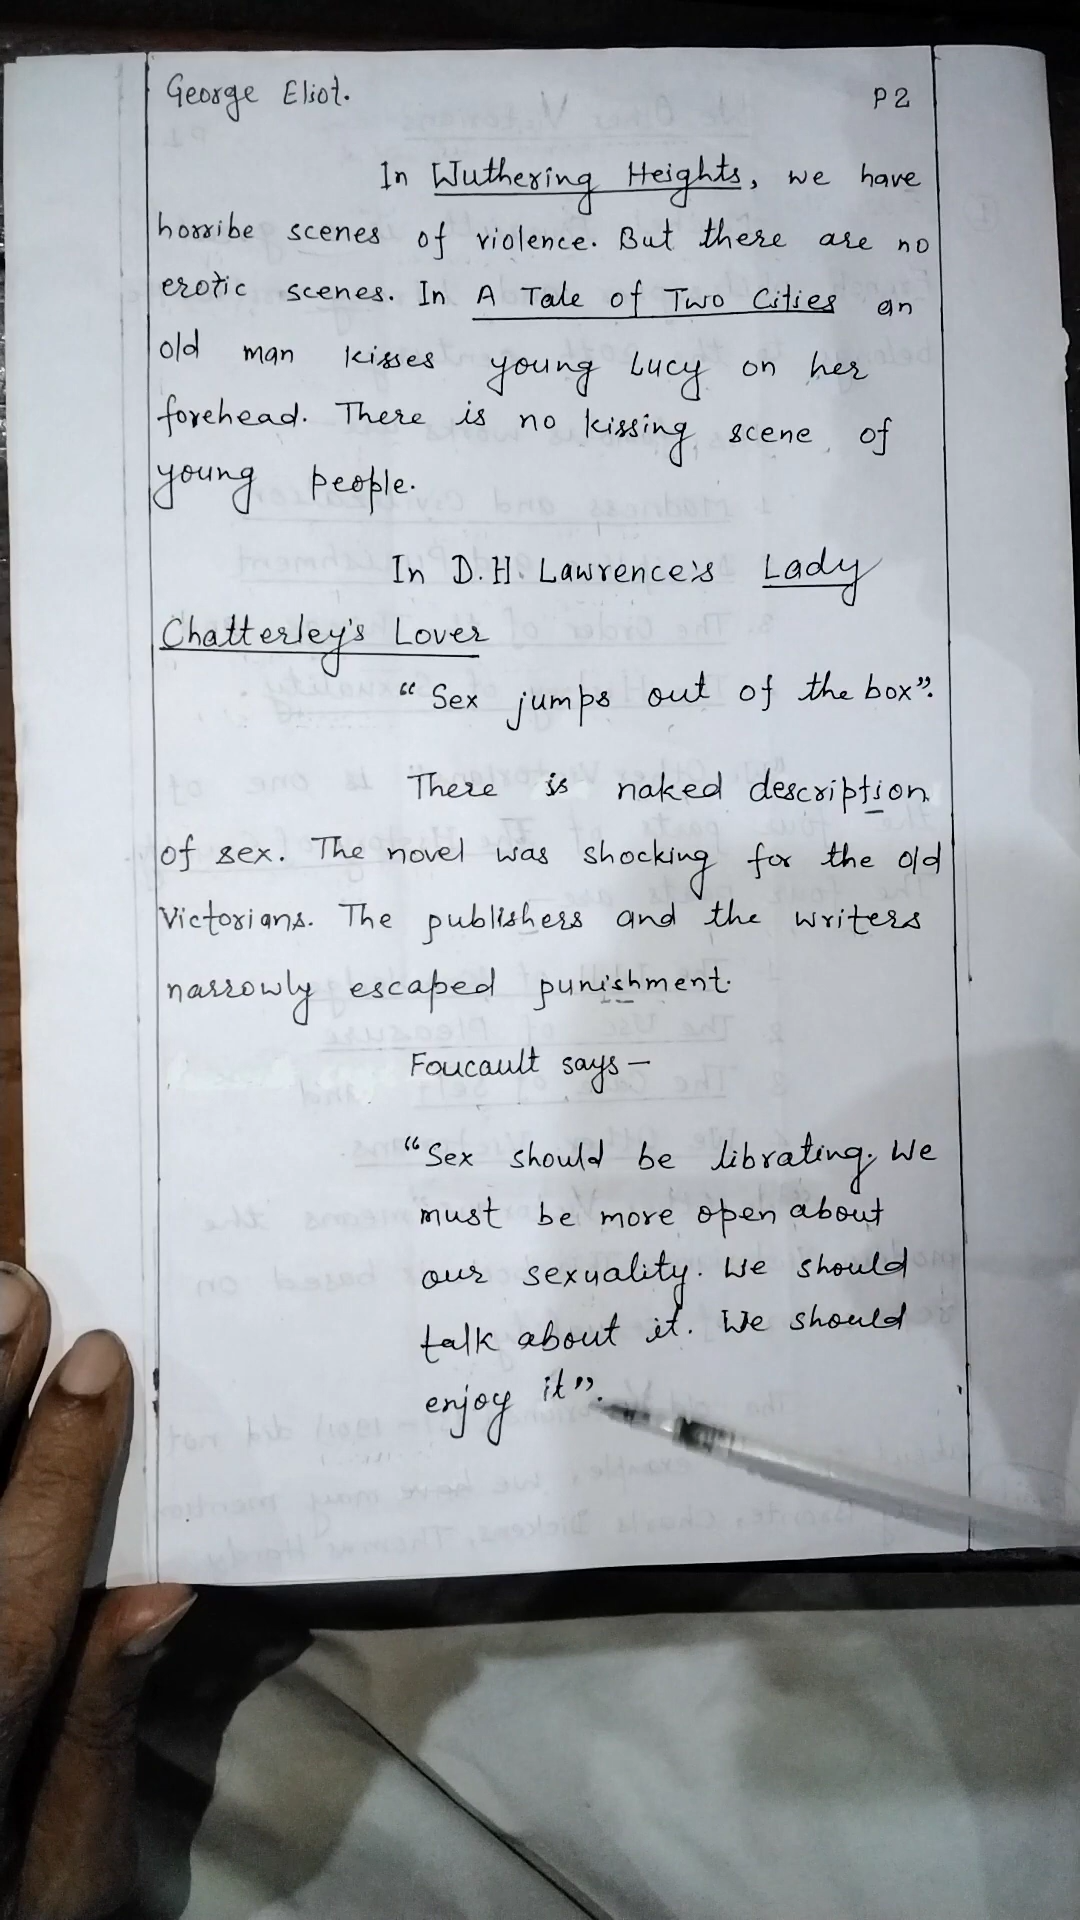 George Eliot.
P2
In Wuthering Heights, we have
horribe scenes of violence. But there are no
erotic scenes. In A Tale of Two Cities an
old man kisses young Lucy on her
forehead. There is no kissing scene of
young people.
In D.H. Lawrence's Lady
Chatterley's Lover
"Sex jumps out of the box".
There is naked description
of sex. The novel was shocking for the old
Victorians. The publishers and the writers
narrowly escaped punishment.
Foucault says —
"Sex should be librating. We
must be more open about
our sexuality. We should
talk about it. We should
enjoy it".